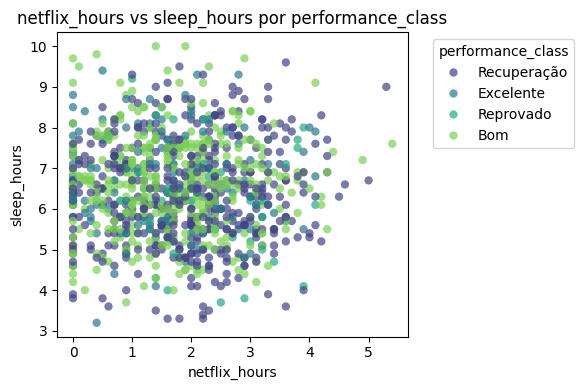 netflix_hours vs sleep_hours por performance_class
performance_class
Recuperação
Excelente
Reprovado
Bom
sleep_hours
10
9
8
7
6
5
4
3
0 1 2 3 4 5
netflix_hours